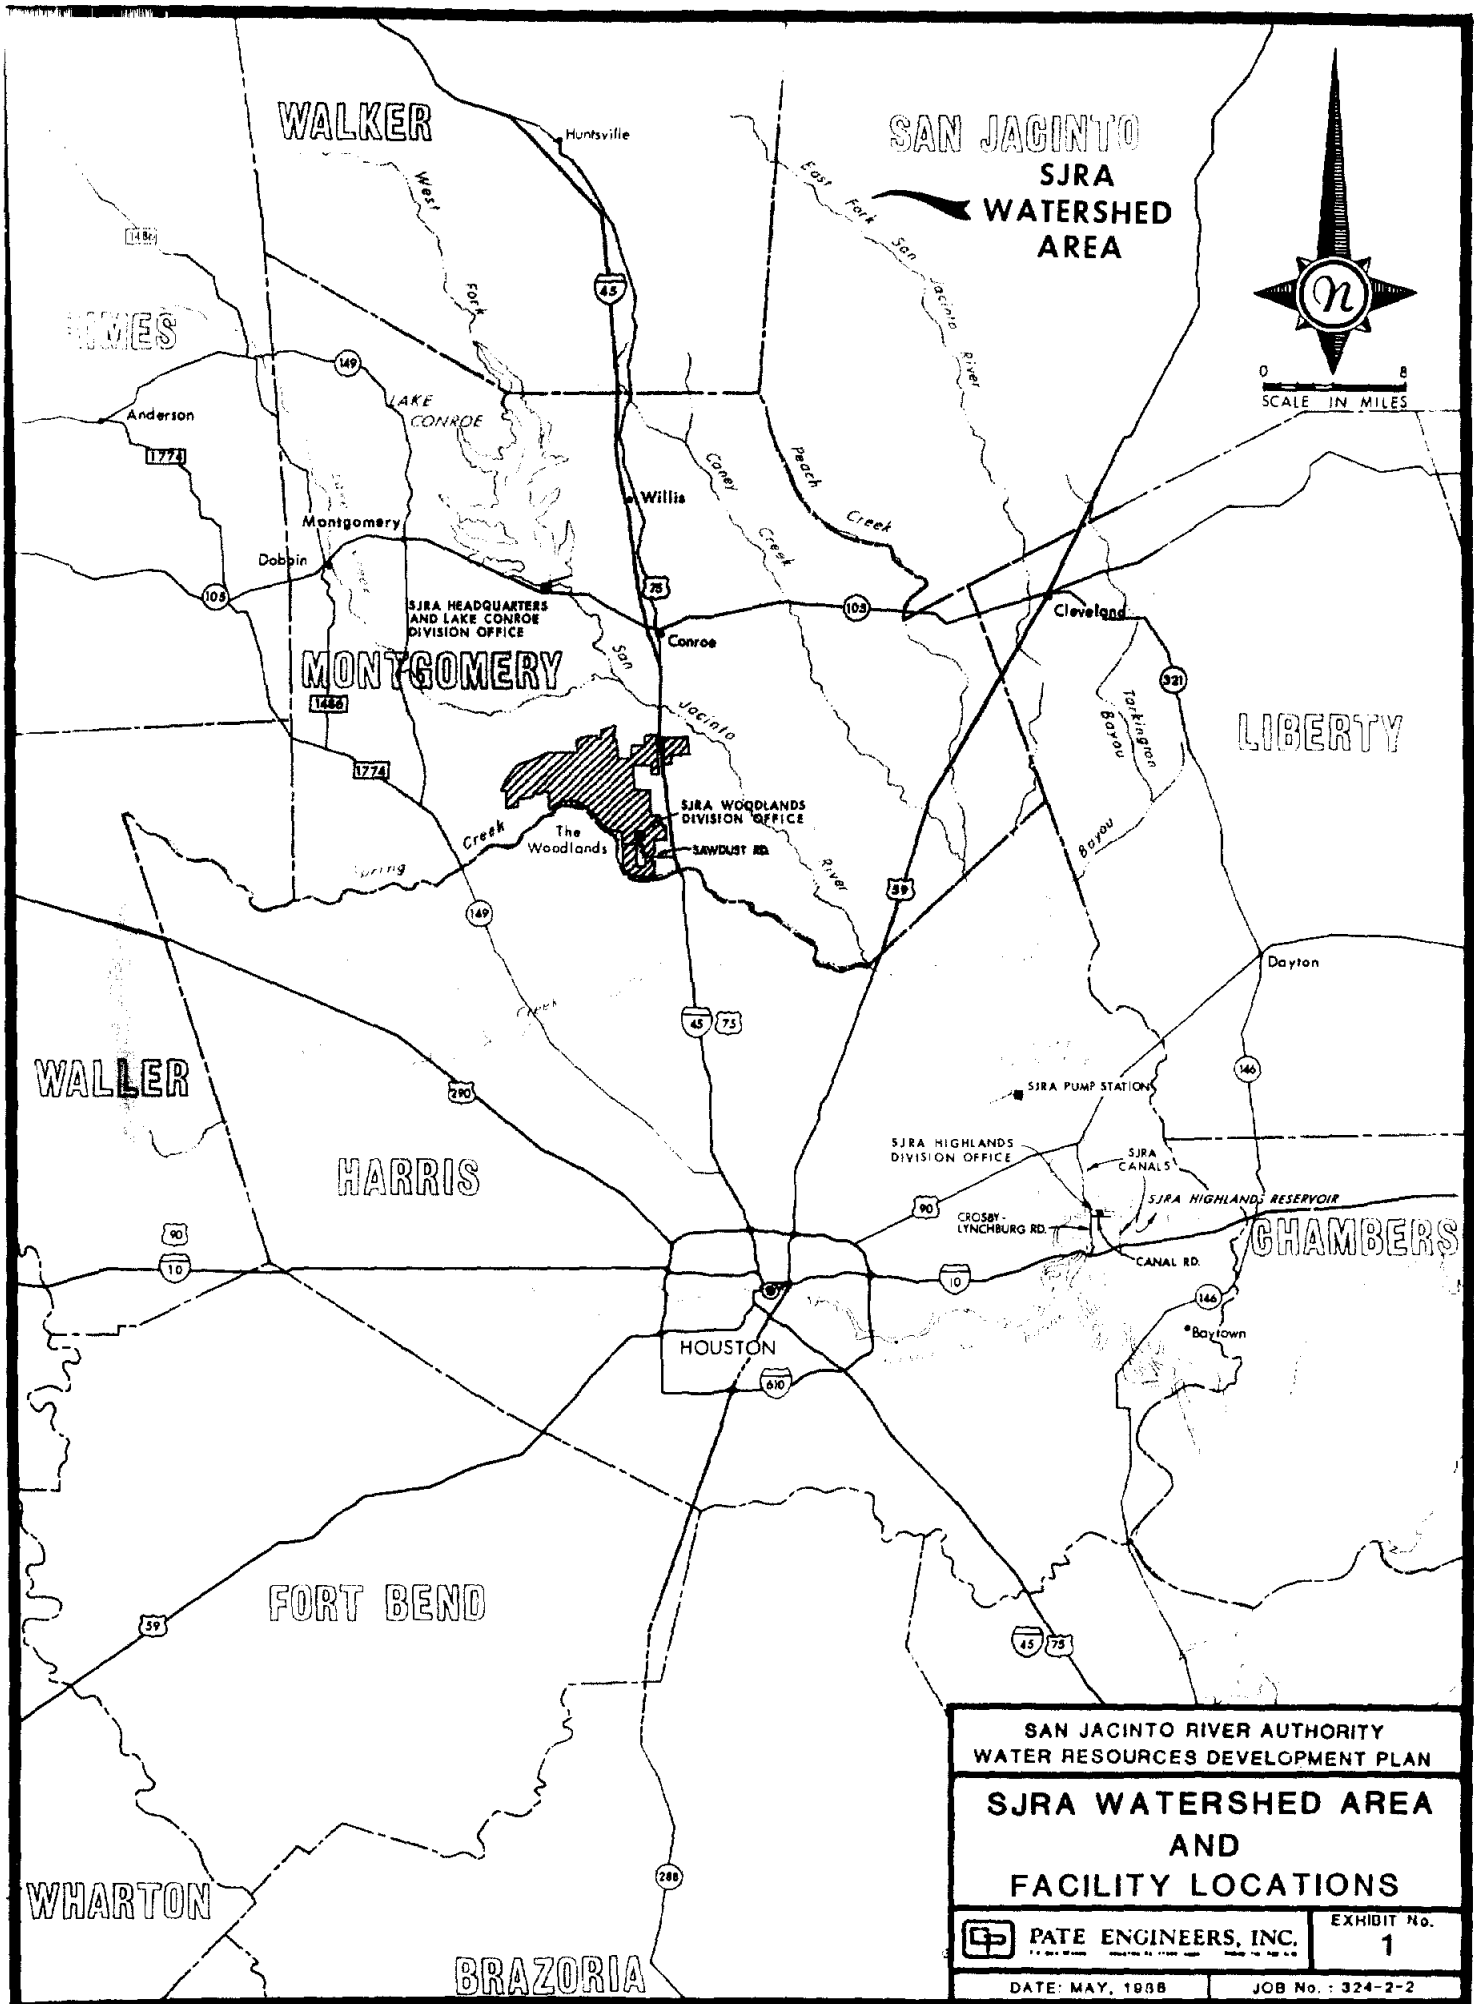 WALKER
Huntsville
SAN JACINTO
SJRA
WATERSHED
AREA
West
Fork
East Fork San Jacinto River
45
n
0 8
SCALE IN MILES
149
LAKE
CONROE
Anderson
1774
Willis
Caney
Creek
Peach
Creek
Montgomery
Dobbin
105
SJRA HEADQUARTERS
AND LAKE CONROE
DIVISION OFFICE
75
105
Cleveland
Conroe
MONTGOMERY
San
Jacinto
River
1486
321
Tarkington
Bayou
LIBERTY
1774
SJRA WOODLANDS
DIVISION OFFICE
The
Woodlands
SAWDUST RD.
Creek
Bayou
59
149
Dayton
Creek
45
75
WALLER
290
146
SJRA PUMP STATION
SJRA HIGHLANDS
DIVISION OFFICE
SJRA
CANALS
HARRIS
SJRA HIGHLANDS RESERVOIR
90
CROSBY-
LYNCHBURG RD.
CHAMBERS
90
10
10
CANAL RD.
146
Baytown
HOUSTON
610
FORT BEND
59
45
75
288
WHARTON
BRAZORIA
SAN JACINTO RIVER AUTHORITY
WATER RESOURCES DEVELOPMENT PLAN
SJRA WATERSHED AREA
AND
FACILITY LOCATIONS
PATE ENGINEERS, INC.
EXHIBIT No.
1
DATE: MAY, 1988
JOB No.: 324-2-2